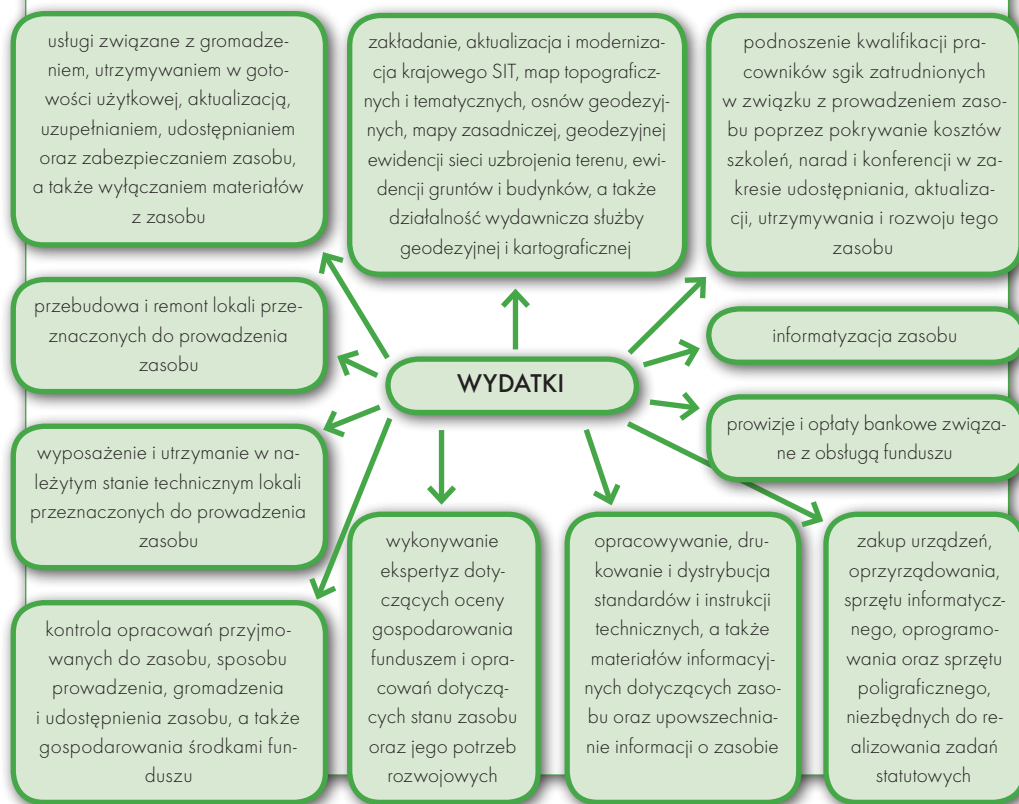 usługi związane z gromadze-
niem, utrzymywaniem w goto-
wości użytkowej, aktualizacją,
uzupełnianiem, udostępnianiem
oraz zabezpieczaniem zasobu,
a także wyłączaniem materiałów
z zasobu
zakładanie, aktualizacja i moderniza-
cja krajowego SIT, map topograficz-
nych i tematycznych, osnów geodezyj-
nych, mapy zasadniczej, geodezyjnej
ewidencji sieci uzbrojenia terenu, ewi-
dencji gruntów i budynków, a także
działalność wydawnicza służby
geodezyjnej i kartograficznej
podnoszenie kwalifikacji pra-
cowników sgik zatrudnionych
w związku z prowadzeniem zaso-
bu poprzez pokrywanie kosztów
szkoleń, narad i konferencji w za-
kresie udostępniania, aktualiza-
cji, utrzymywania i rozwoju tego
zasobu
przebudowa i remont lokali prze-
znaczonych do prowadzenia
zasobu
informatyzacja zasobu
WYDATKI
prowizje i opłaty bankowe związa-
ne z obsługą funduszu
wyposażenie i utrzymanie w na-
leżytym stanie technicznym lokali
przeznaczonych do prowadzenia
zasobu
kontrola opracowań przyjmo-
wanych do zasobu, sposobu
prowadzenia, gromadzenia
i udostępnienia zasobu, a także
gospodarowania środkami fun-
duszu
wykonywanie
ekspertyz doty-
czących oceny
gospodarowania
funduszem i opra-
cowań dotyczą-
cych stanu zasobu
oraz jego potrzeb
rozwojowych
opracowywanie, dru-
kowanie i dystrybucja
standardów i instrukcji
technicznych, a także
materiałów informacyj-
nych dotyczących zaso-
bu oraz upowszechnia-
nie informacji o zasobie
zakup urządzeń,
oprzyrządowania,
sprzętu informatycz-
nego, oprogramo-
wania oraz sprzętu
poligraficznego,
niezbędnych do re-
alizowania zadań
statutowych